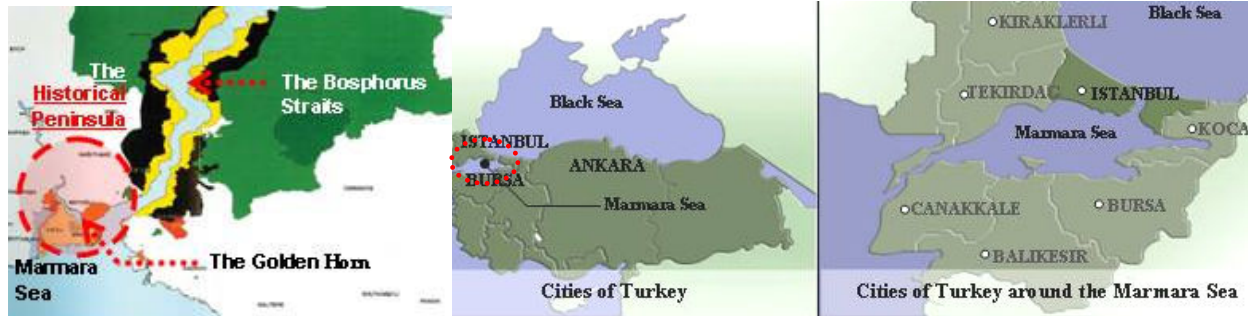 The
Historical
Peninsula
The Bosphorus
Straits
Marmara
Sea
The Golden Horn
Black Sea
ISTANBUL
ANKARA
BURSA
Marmara Sea
Cities of Turkey
KIRAKLERLI
Black Sea
TEKIRDAG
ISTANBUL
Marmara Sea
KOCA
CANAKKALE
BURSA
BALIKESIR
Cities of Turkey around the Marmara Sea